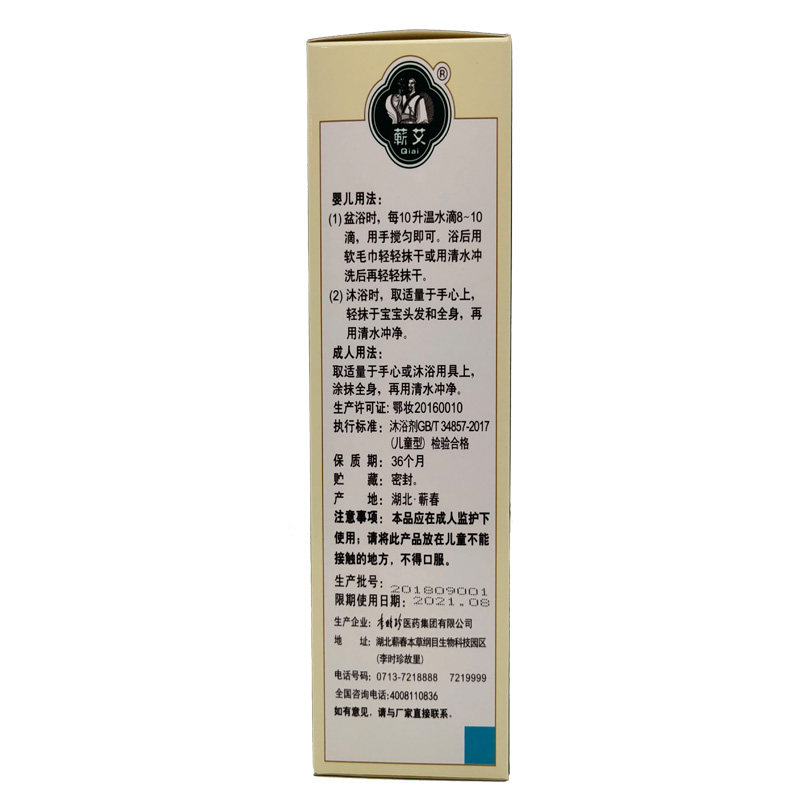 ®
蕲艾
Qiai
婴儿用法：
(1) 盆浴时，每10升温水滴8~10
滴，用手搅匀即可。浴后用
软毛巾轻轻抹干或用清水冲
洗后再轻轻抹干。
(2) 沐浴时，取适量于手心上，
轻抹于宝宝头发和全身，再
用清水冲净。
成人用法：
取适量于手心或沐浴用具上，
涂抹全身，再用清水冲净。
生产许可证: 鄂妆20160010
执行标准：沐浴剂GB/T 34857-2017
(儿童型) 检验合格
保质期：36个月
贮藏：密封。
产地：湖北·蕲春
注意事项：本品应在成人监护下
使用；请将此产品放在儿童不能
接触的地方，不得口服。
生产批号：201809001
限期使用日期：2021.08
生产企业：李时珍医药集团有限公司
地址：湖北蕲春本草纲目生物科技园区
(李时珍故里)
电话号码：0713-7218888 7219999
全国咨询电话:4008110836
如有意见，请与厂家直接联系。